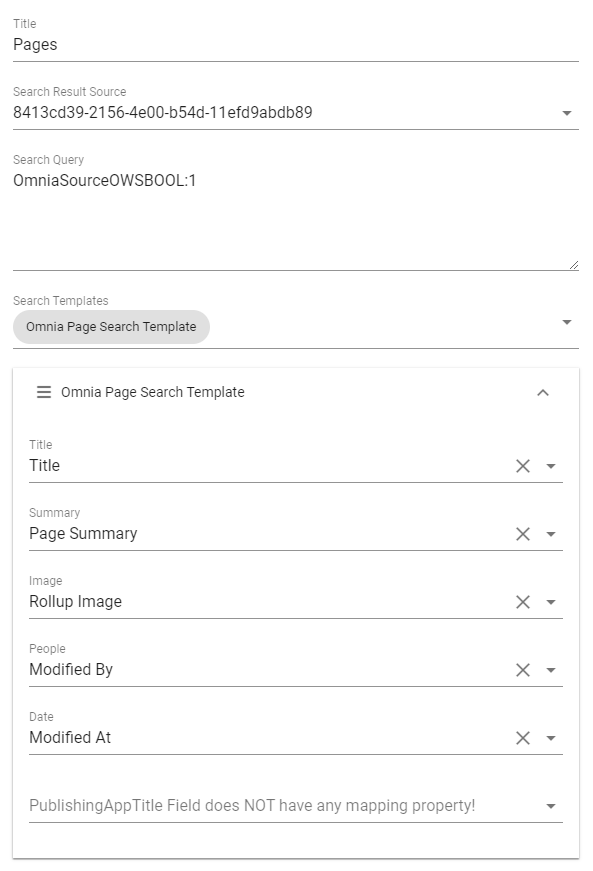 Title
Pages
Search Result Source
8413cd39-2156-4e00-b54d-11efd9abdb89
Search Query
OmniaSourceOWSBOOL:1
Search Templates
Omnia Page Search Template
Omnia Page Search Template
Title
Title
Summary
Page Summary
Image
Rollup Image
People
Modified By
Date
Modified At
PublishingAppTitle Field does NOT have any mapping property!